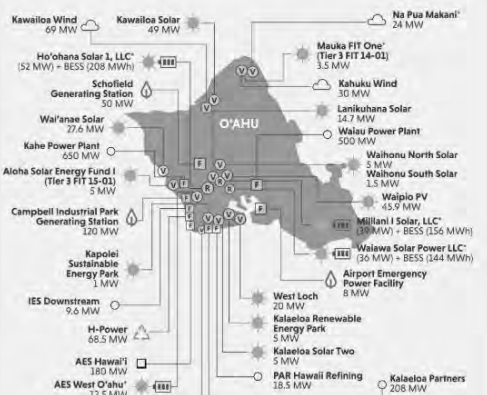 Kawailoa Wind
69 MW
Kawailoa Solar
49 MW
Na Pua Makani*
24 MW
Ho'ohana Solar 1, LLC*
(52 MW) + BESS (208 MWh)
Mauka FIT One*
(Tier 3 FIT 14-01)
3.5 MW
Schofield
Generating Station
50 MW
Kahuku Wind
30 MW
Lanikuhana Solar
14.7 MW
Wai'anae Solar
27.6 MW
O'AHU
Waiau Power Plant
500 MW
Kahe Power Plant
650 MW
Waihonu North Solar
5 MW
Waihonu South Solar
1.5 MW
Aloha Solar Energy Fund I
(Tier 3 FIT 15-01)
5 MW
Waipio PV
45.9 MW
Campbell Industrial Park
Generating Station
120 MW
Mililani I Solar, LLC*
(39 MW) + BESS (156 MWh)
Waiawa Solar Power LLC*
(36 MW) + BESS (144 MWh)
Kapolei
Sustainable
Energy Park
1 MW
Airport Emergency
Power Facility
8 MW
IES Downstream
9.6 MW
West Loch
20 MW
H-Power
68.5 MW
Kalaeloa Renewable
Energy Park
5 MW
Kalaeloa Solar Two
5 MW
AES Hawai'i
180 MW
PAR Hawaii Refining
18.5 MW
Kalaeloa Partners
208 MW
AES West O'ahu*
V V V V F V F V R V R R F V F F V V V V F F F F